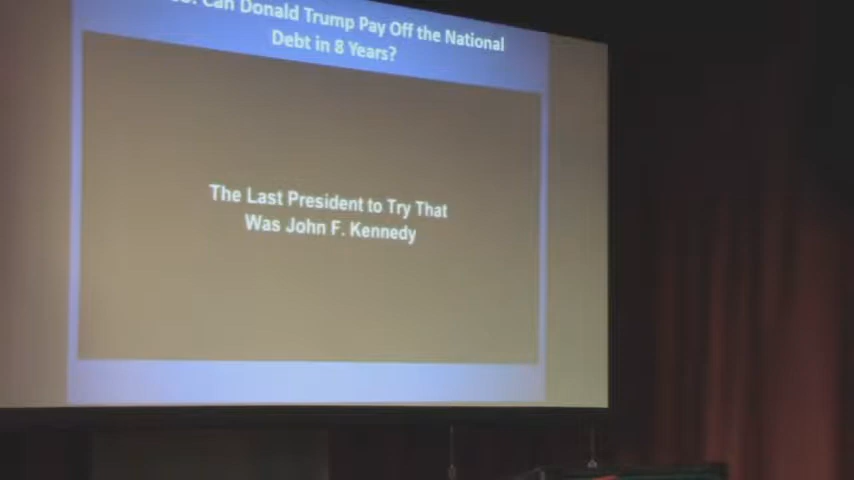 Can Donald Trump Pay Off the National
Debt in 8 Years?
The Last President to Try That
Was John F. Kennedy